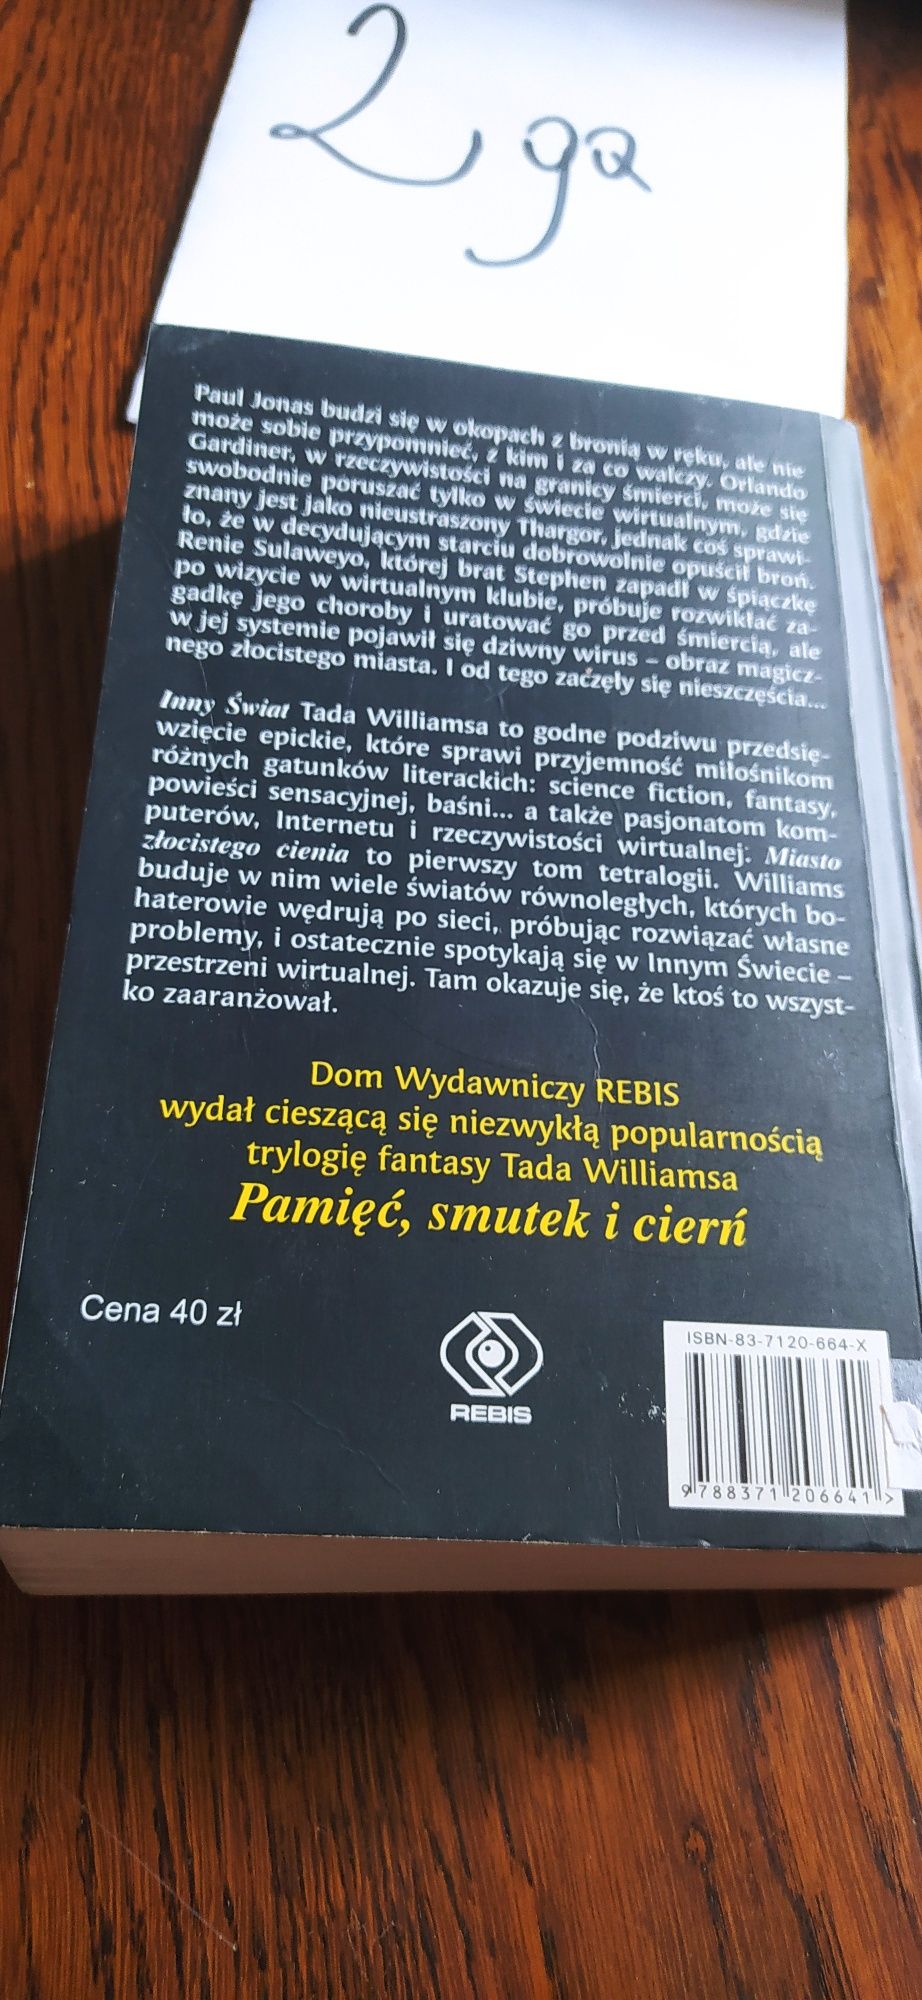 2 ga
Paul Jonas budzi się w okopach z bronią w ręku, ale nie
może sobie przypomnieć, z kim i za co walczy. Orlando
Gardiner, w rzeczywistości na granicy śmierci, może się
swobodnie poruszać tylko w świecie wirtualnym, gdzie
znany jest jako nieustraszony Thargor, jednak coś sprawi-
ło, że w decydującym starciu dobrowolnie opuścił broń.
Renie Sulaweyo, której brat Stephen zapadł w śpiączkę
po wizycie w wirtualnym klubie, próbuje rozwikłać za-
gadkę jego choroby i uratować go przed śmiercią, ale
w jej systemie pojawił się dziwny wirus – obraz magicz-
nego złocistego miasta. I od tego zaczęły się nieszczęścia...
Inny Świat Tada Williamsa to godne podziwu przedsię-
wzięcie epickie, które sprawi przyjemność miłośnikom
różnych gatunków literackich: science fiction, fantasy,
powieści sensacyjnej, baśni... a także pasjonatom kom-
puterów, Internetu i rzeczywistości wirtualnej. Miasto
złocistego cienia to pierwszy tom tetralogii. Williams
buduje w nim wiele światów równoległych, których bo-
haterowie wędrują po sieci, próbując rozwiązać własne
problemy, i ostatecznie spotykają się w Innym Świecie –
przestrzeni wirtualnej. Tam okazuje się, że ktoś to wszyst-
ko zaaranżował.
Dom Wydawniczy REBIS
wydał cieszącą się niezwykłą popularnością
trylogię fantasy Tada Williamsa
Pamięć, smutek i cierń
Cena 40 zł
REBIS
ISBN-83-7120-664-X
9 788371 206641 >